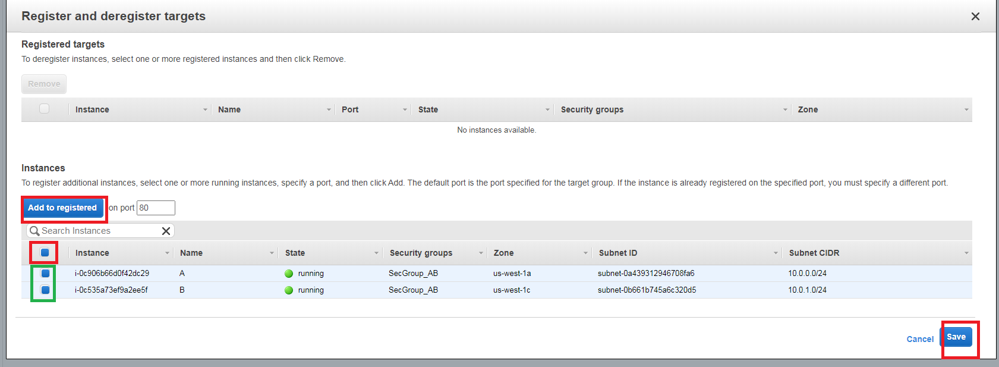 Register and deregister targets
Registered targets
To deregister instances, select one or more registered instances and then click Remove.
Remove
Instance Name Port State Security groups Zone
No instances available.
Instances
To register additional instances, select one or more running instances, specify a port, and then click Add. The default port is the port specified for the target group. If the instance is already registered on the specified port, you must specify a different port.
Add to registered on port 80
Search Instances
Instance Name State Security groups Zone Subnet ID Subnet CIDR
i-0c906b66d0f42dc29 A running SecGroup_AB us-west-1a subnet-0a439312946708fa6 10.0.0.0/24
i-0c535a73ef9a2ee5f B running SecGroup_AB us-west-1c subnet-0b661b745a6c320d5 10.0.1.0/24
Cancel Save